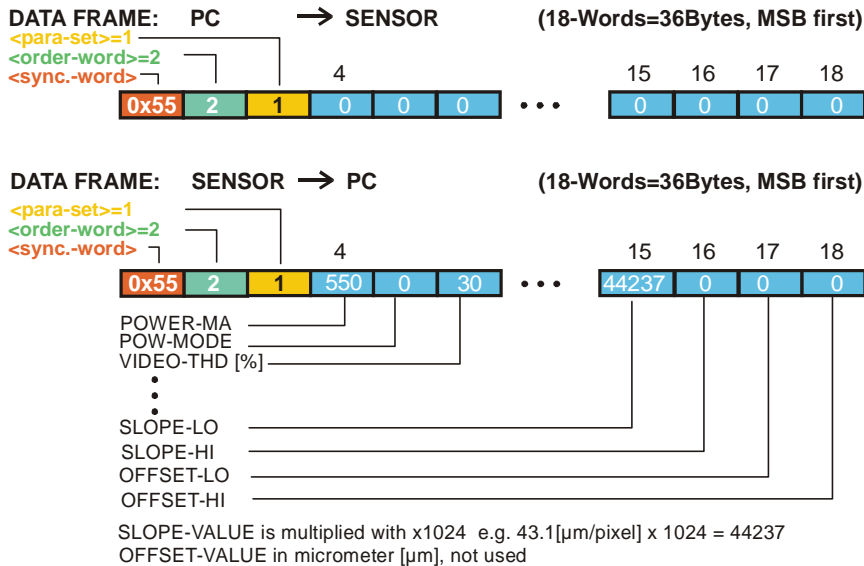 DATA FRAME: PC → SENSOR (18-Words=36Bytes, MSB first)
<para-set>=1
<order-word>=2
<sync.-word>
4 15 16 17 18
0x55 2 1 0 0 0 • • • 0 0 0 0
DATA FRAME: SENSOR → PC (18-Words=36Bytes, MSB first)
<para-set>=1
<order-word>=2
<sync.-word>
4 15 16 17 18
0x55 2 1 550 0 30 • • • 44237 0 0 0
POWER-MA
POW-MODE
VIDEO-THD [%]
SLOPE-LO
SLOPE-HI
OFFSET-LO
OFFSET-HI
SLOPE-VALUE is multiplied with x1024 e.g. 43.1[µm/pixel] x 1024 = 44237
OFFSET-VALUE in micrometer [µm], not used